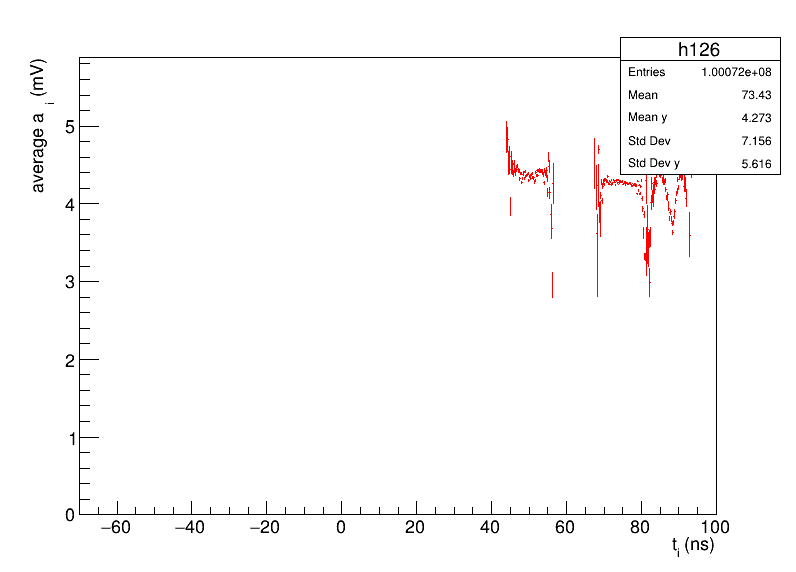 h126
Entries 1.00072e+08
Mean 73.43
Mean y 4.273
Std Dev 7.156
Std Dev y 5.616
average a i (mV)
5
4
3
2
1
0
−60 −40 −20 0 20 40 60 80 100
t i (ns)